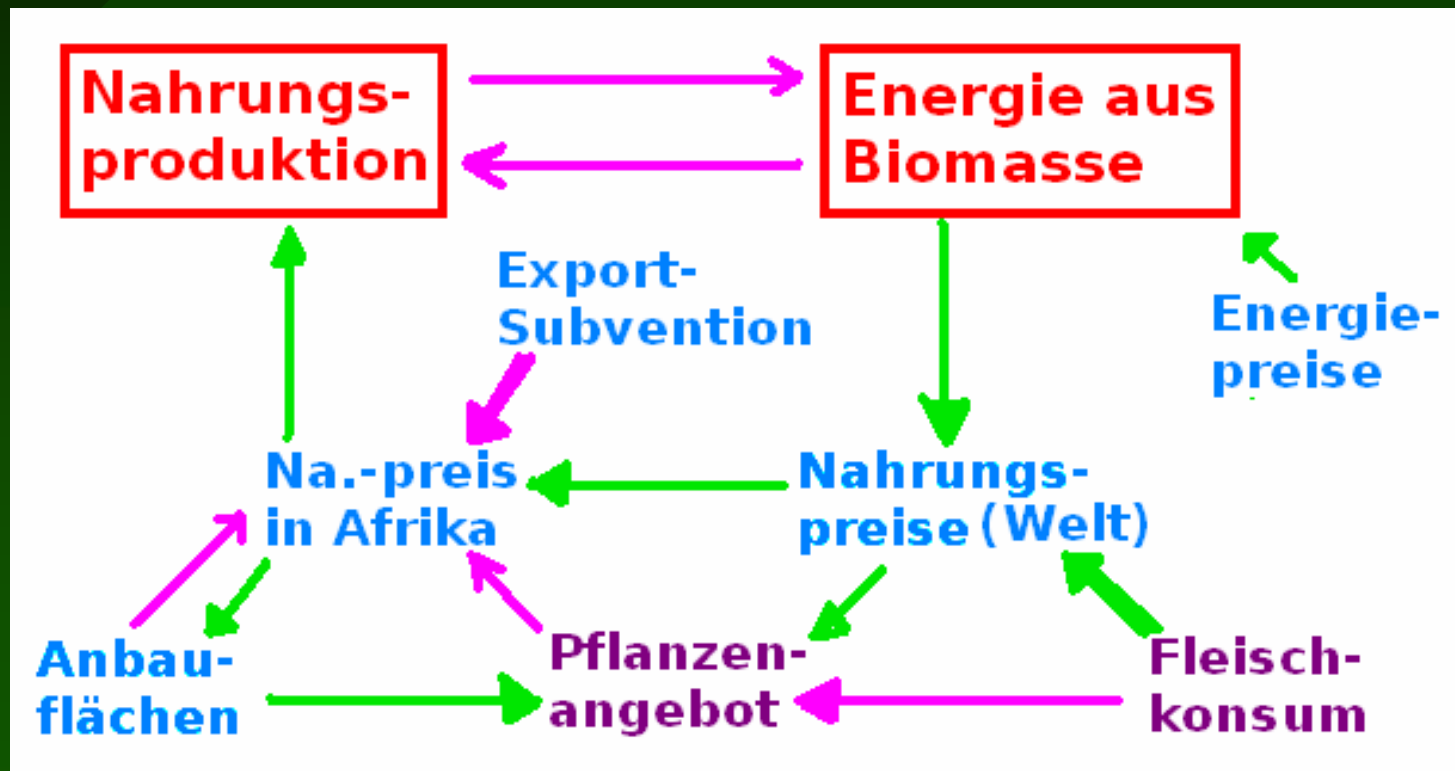 Nahrungs-
produktion
Energie aus
Biomasse
Export-
Subvention
Energie-
preise
Na.-preis
in Afrika
Nahrungs-
preise (Welt)
Anbau-
flächen
Pflanzen-
angebot
Fleisch-
konsum